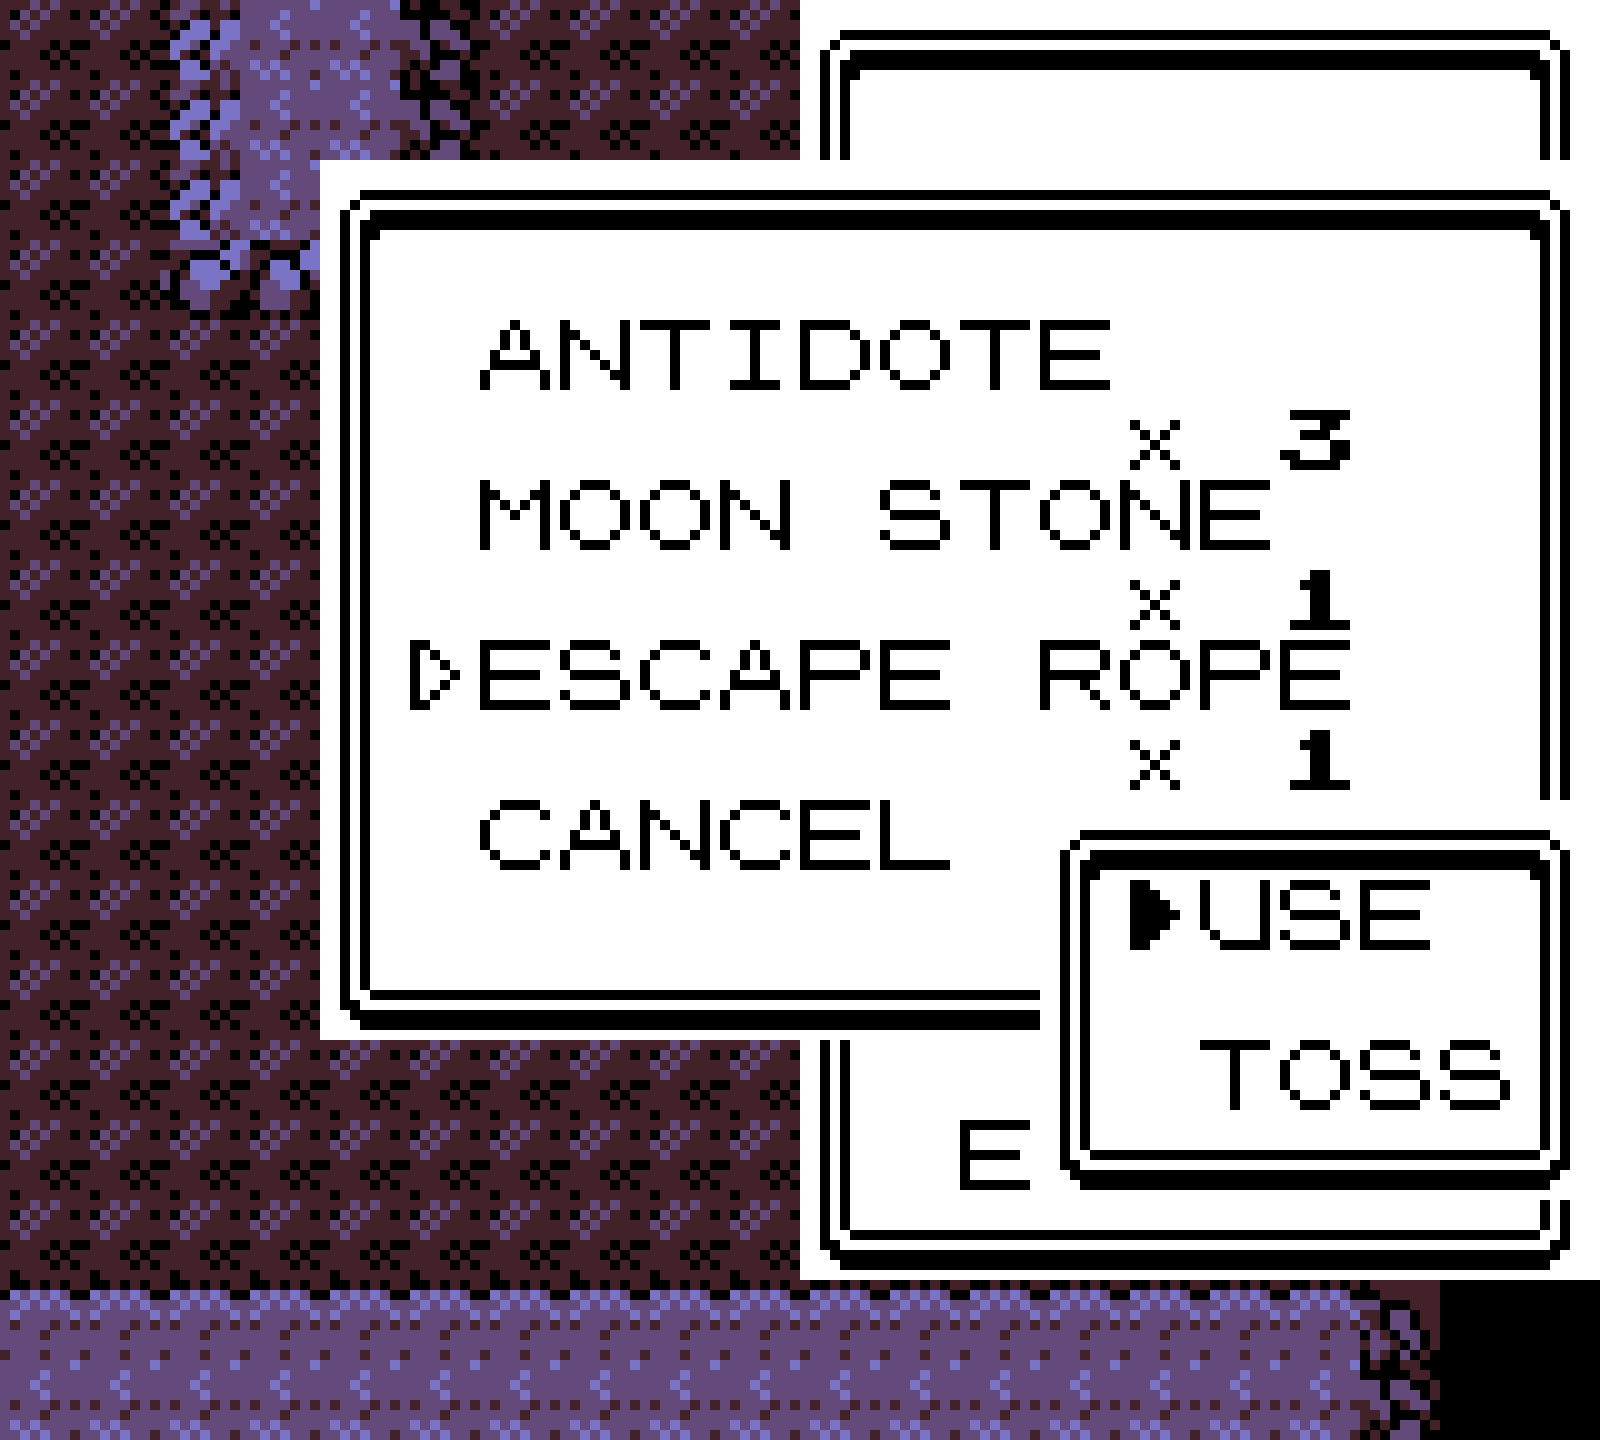 ANTIDOTE
× 3
MOON STONE
× 1
▷ESCAPE ROPE
× 1
CANCEL
▶USE
TOSS
E